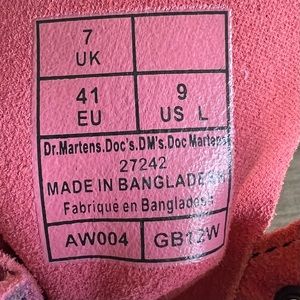 7
UK
41
EU
9
US L
Dr.Martens.Doc's.DM's.Doc Martens
27242
MADE IN BANGLADESH
Fabriqué en Bangladesh
AW004
GB12W